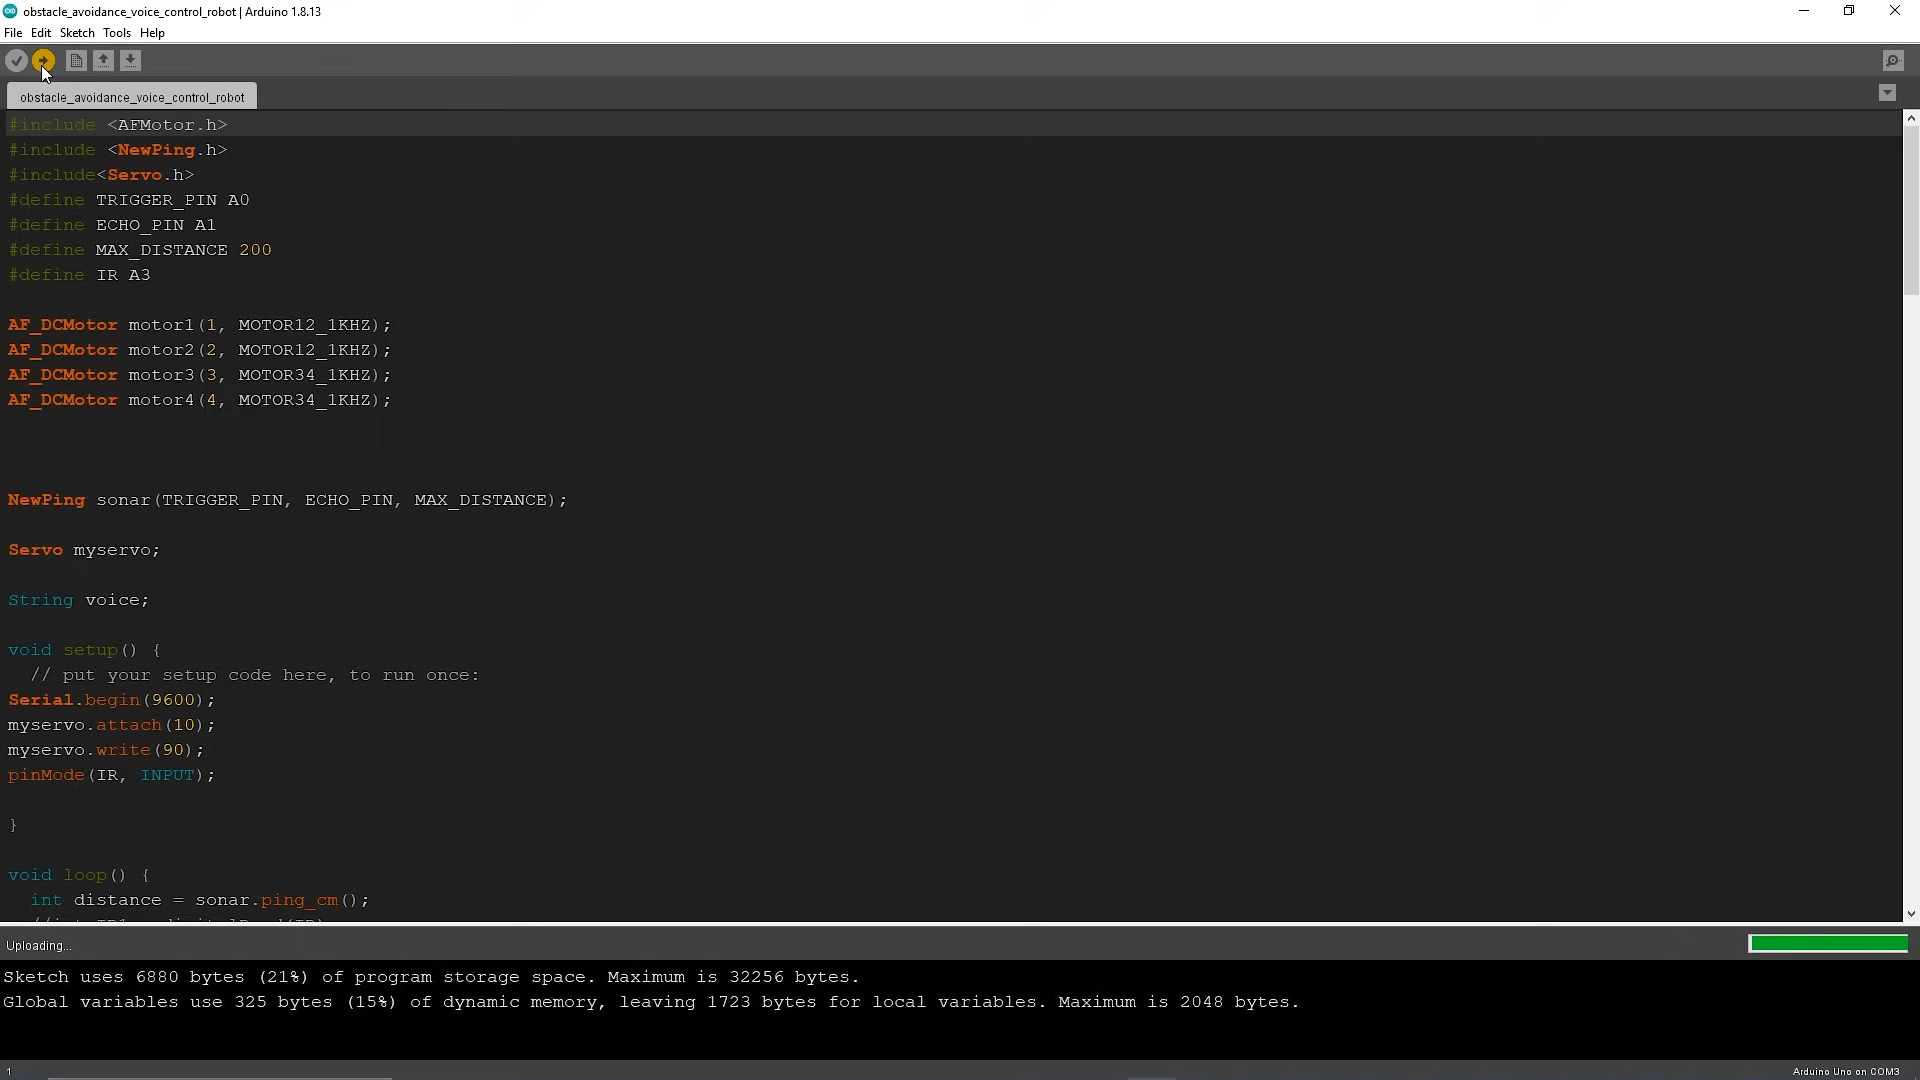 obstacle_avoidance_voice_control_robot | Arduino 1.8.13
File Edit Sketch Tools Help
obstacle_avoidance_voice_control_robot
#include <AFMotor.h>
#include <NewPing.h>
#include<Servo.h>
#define TRIGGER_PIN A0
#define ECHO_PIN A1
#define MAX_DISTANCE 200
#define IR A3
AF_DCMotor motor1(1, MOTOR12_1KHZ);
AF_DCMotor motor2(2, MOTOR12_1KHZ);
AF_DCMotor motor3(3, MOTOR34_1KHZ);
AF_DCMotor motor4(4, MOTOR34_1KHZ);
NewPing sonar(TRIGGER_PIN, ECHO_PIN, MAX_DISTANCE);
Servo myservo;
String voice;
void setup() {
// put your setup code here, to run once:
Serial.begin(9600);
myservo.attach(10);
myservo.write(90);
pinMode(IR, INPUT);
}
void loop() {
int distance = sonar.ping_cm();
Uploading...
Sketch uses 6880 bytes (21%) of program storage space. Maximum is 32256 bytes.
Global variables use 325 bytes (15%) of dynamic memory, leaving 1723 bytes for local variables. Maximum is 2048 bytes.
1
Arduino Uno on COM3